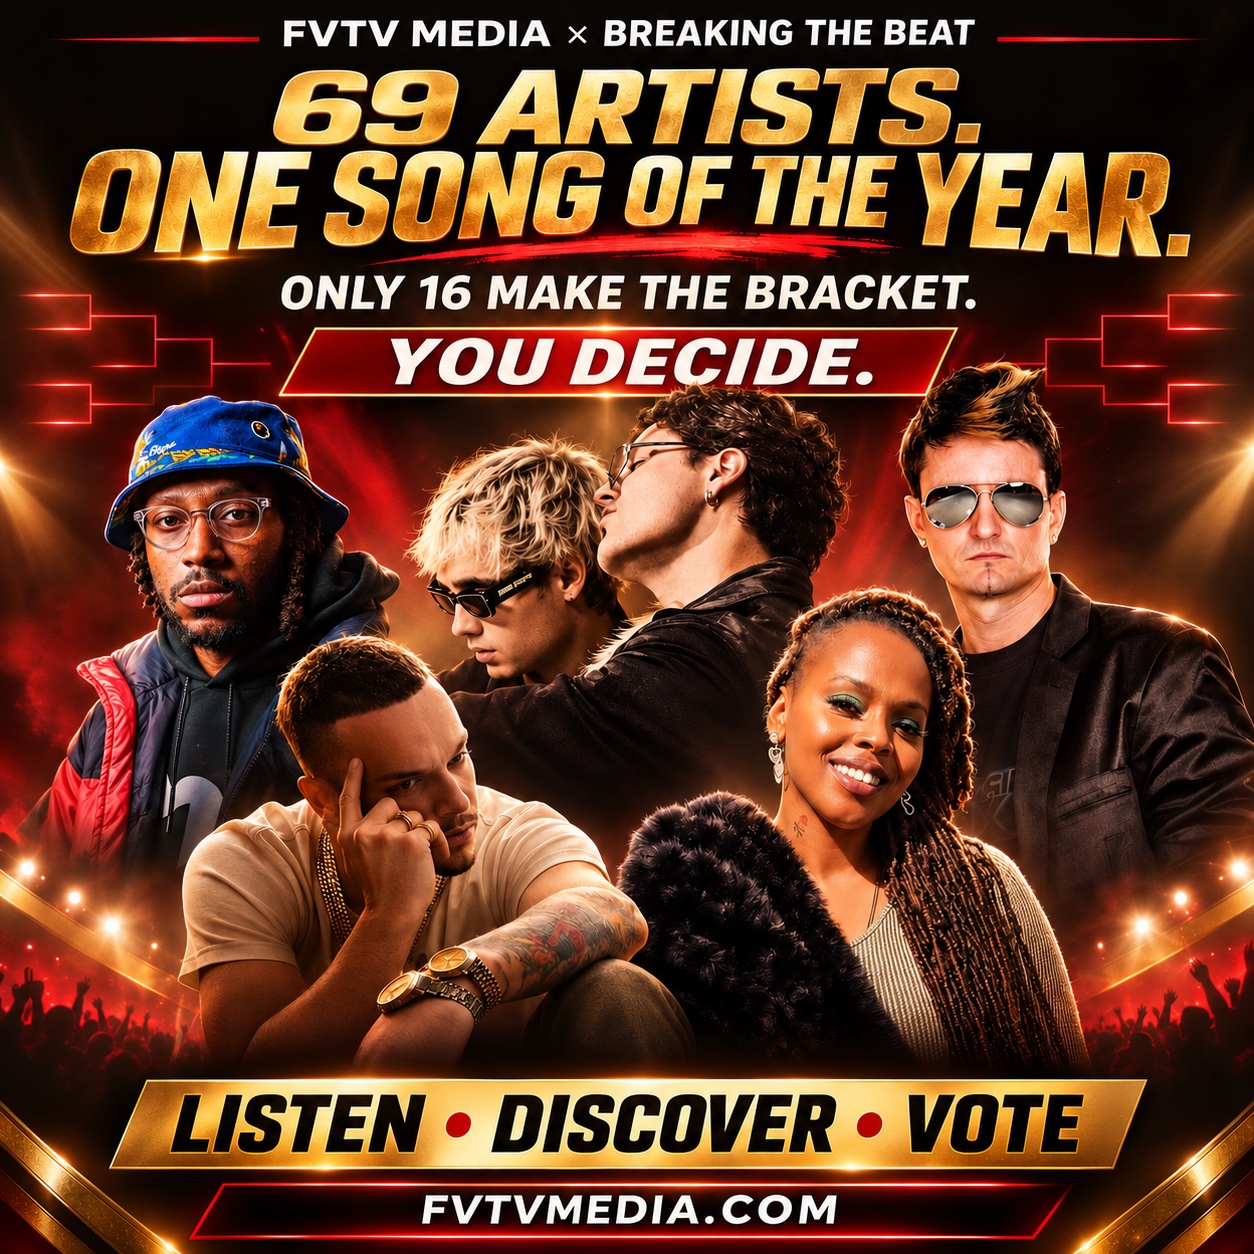 FVTV MEDIA × BREAKING THE BEAT
69 ARTISTS.
ONE SONG OF THE YEAR.
ONLY 16 MAKE THE BRACKET.
YOU DECIDE.
LISTEN • DISCOVER • VOTE
FVTVMEDIA.COM